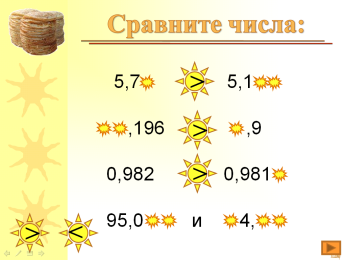 Сравните числа:
5,7 > 5,1
,196 > ,9
0,982 > 0,981
95,0 и 4,
> <